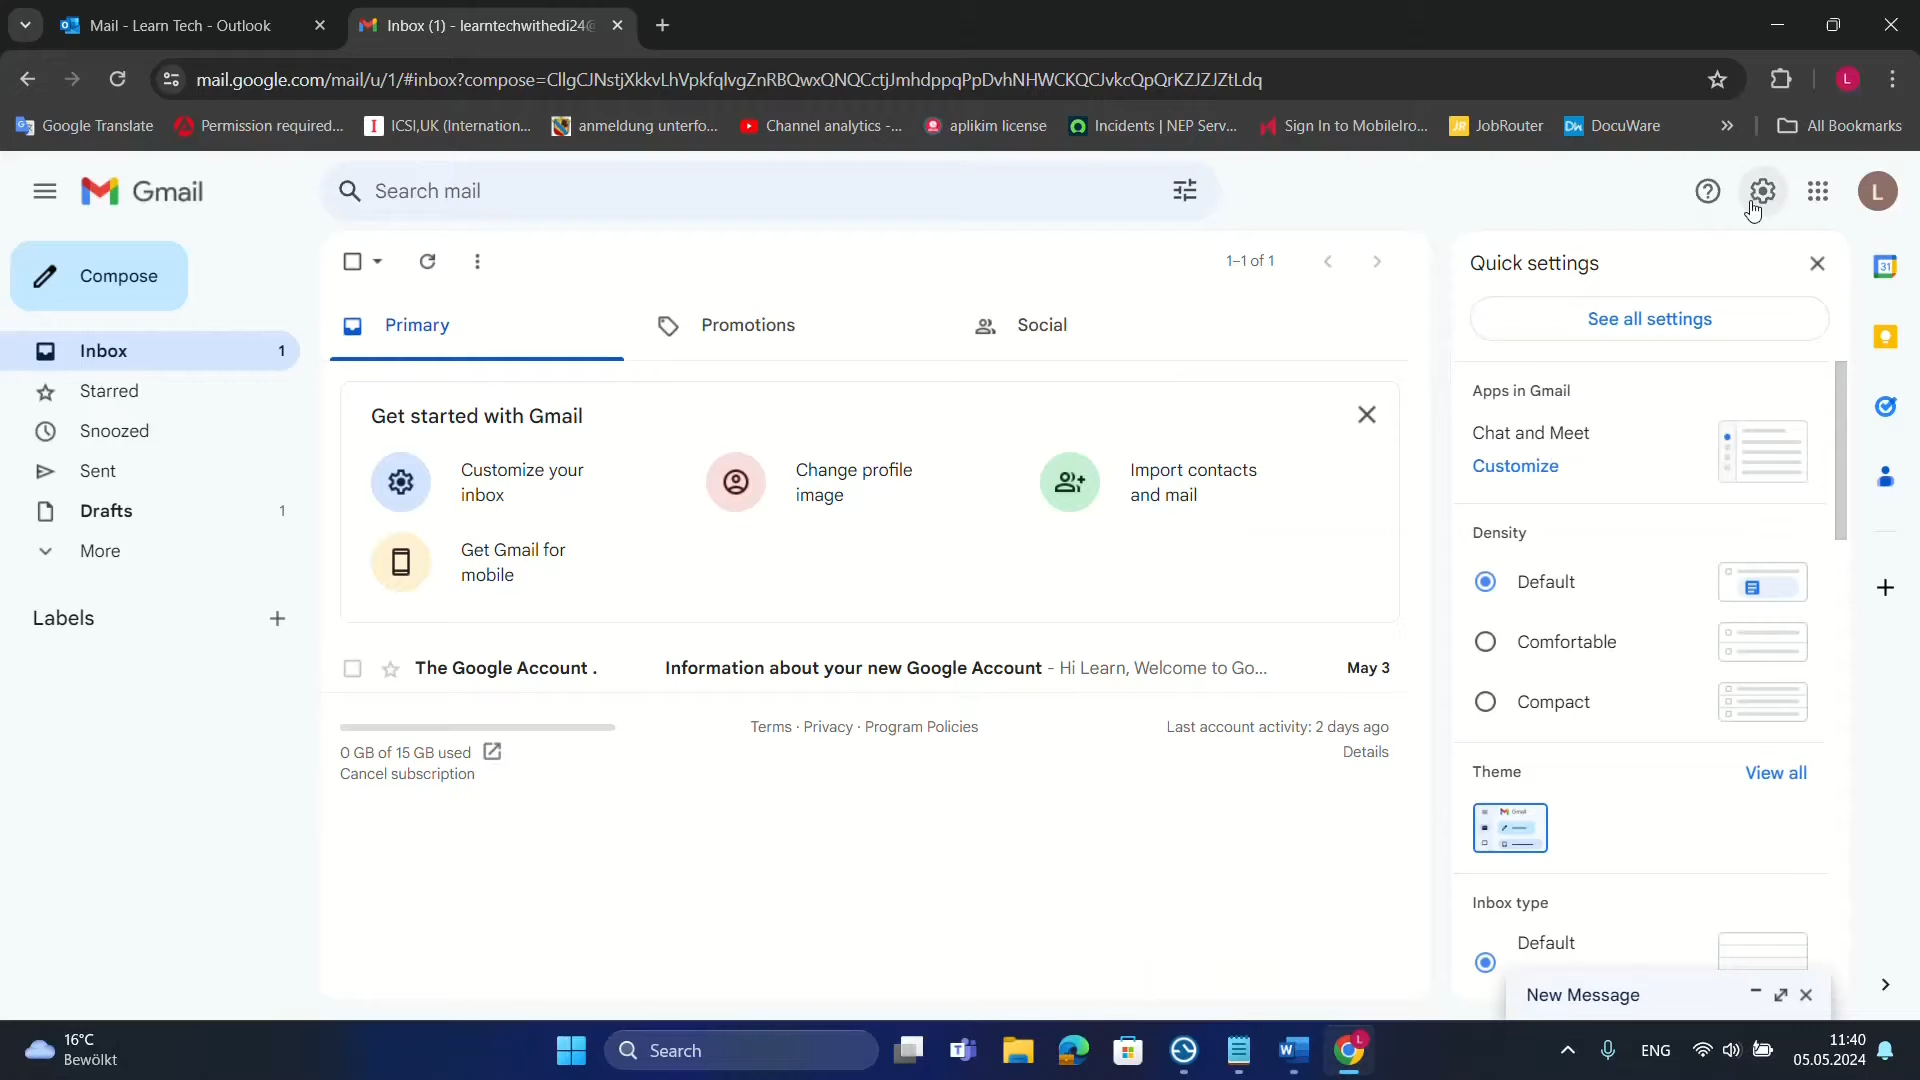 Mail - Learn Tech - Outlook
Inbox (1) - learntechwithedi24@
mail.google.com/mail/u/1/#inbox?compose=CllgCJNstjXkkvLhVpkfqlvgZnRBQwxQNQCctjJmhdppqPpDvhNHWCKQCJvkcQpQrKZJZJZtLdq
L
Google Translate
Permission required...
ICSI,UK (Internation...
anmeldung unterfo...
Channel analytics -...
aplikim license
Incidents | NEP Serv...
Sign In to MobileIro...
JR JobRouter
DW DocuWare
All Bookmarks
Gmail
Search mail
L
Compose
1–1 of 1
Quick settings
31
See all settings
Inbox 1
Starred
Snoozed
Sent
Drafts 1
More
Labels
Primary
Promotions
Social
Get started with Gmail
Customize your
inbox
Change profile
image
Import contacts
and mail
Get Gmail for
mobile
The Google Account . Information about your new Google Account - Hi Learn, Welcome to Go... May 3
0 GB of 15 GB used
Cancel subscription
Terms · Privacy · Program Policies
Last account activity: 2 days ago
Details
Apps in Gmail
Chat and Meet
Customize
Density
Default
Comfortable
Compact
Theme
View all
Gmail
Inbox type
Default
New Message
16°C
Bewölkt
Search
L
ENG
11:40
05.05.2024